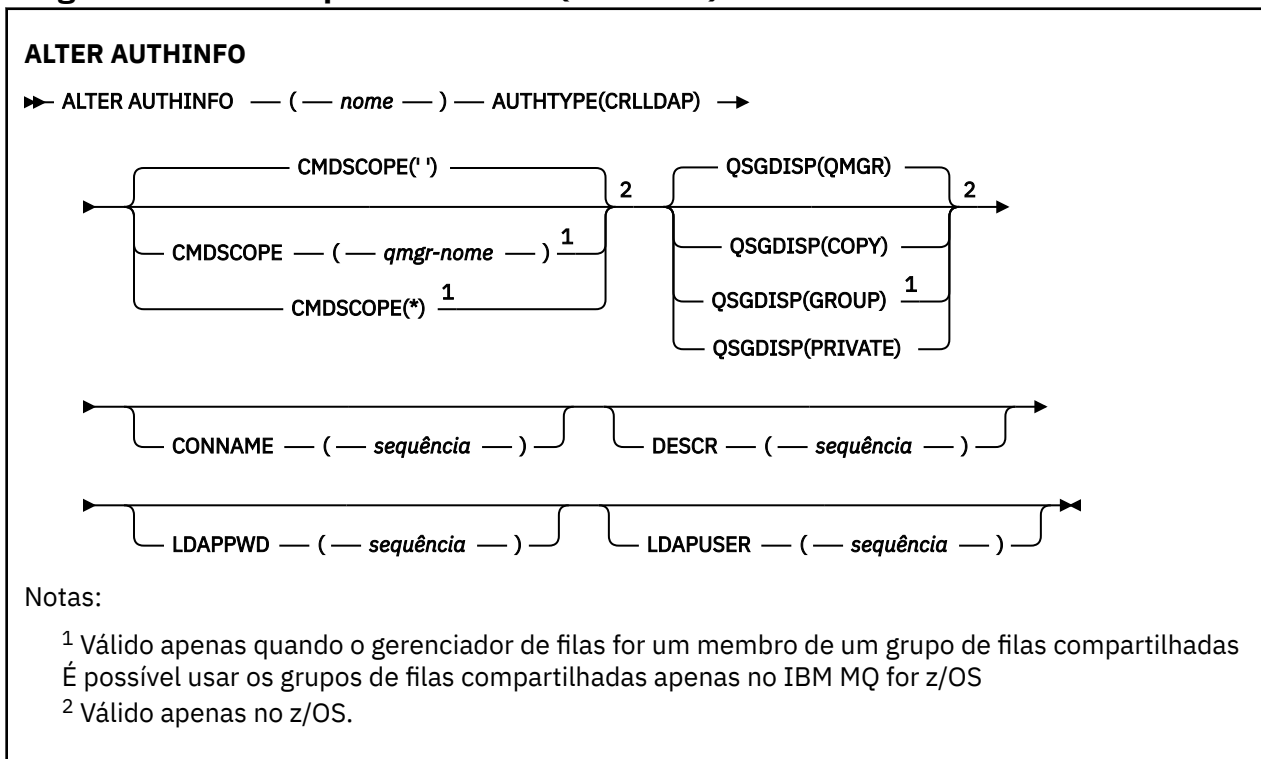 ALTER AUTHINFO
ALTER AUTHINFO ( nome ) AUTHTYPE(CRLLDAP)
CMDSCOPE(' ') 2 QSGDISP(QMGR) 2
CMDSCOPE ( qmgr-nome ) 1 QSGDISP(COPY)
CMDSCOPE(*) 1 QSGDISP(GROUP) 1
QSGDISP(PRIVATE)
CONNAME ( sequência ) DESCR ( sequência )
LDAPPWD ( sequência ) LDAPUSER ( sequência )
Notas:
1 Válido apenas quando o gerenciador de filas for um membro de um grupo de filas compartilhadas
É possível usar os grupos de filas compartilhadas apenas no IBM MQ for z/OS
2 Válido apenas no z/OS.